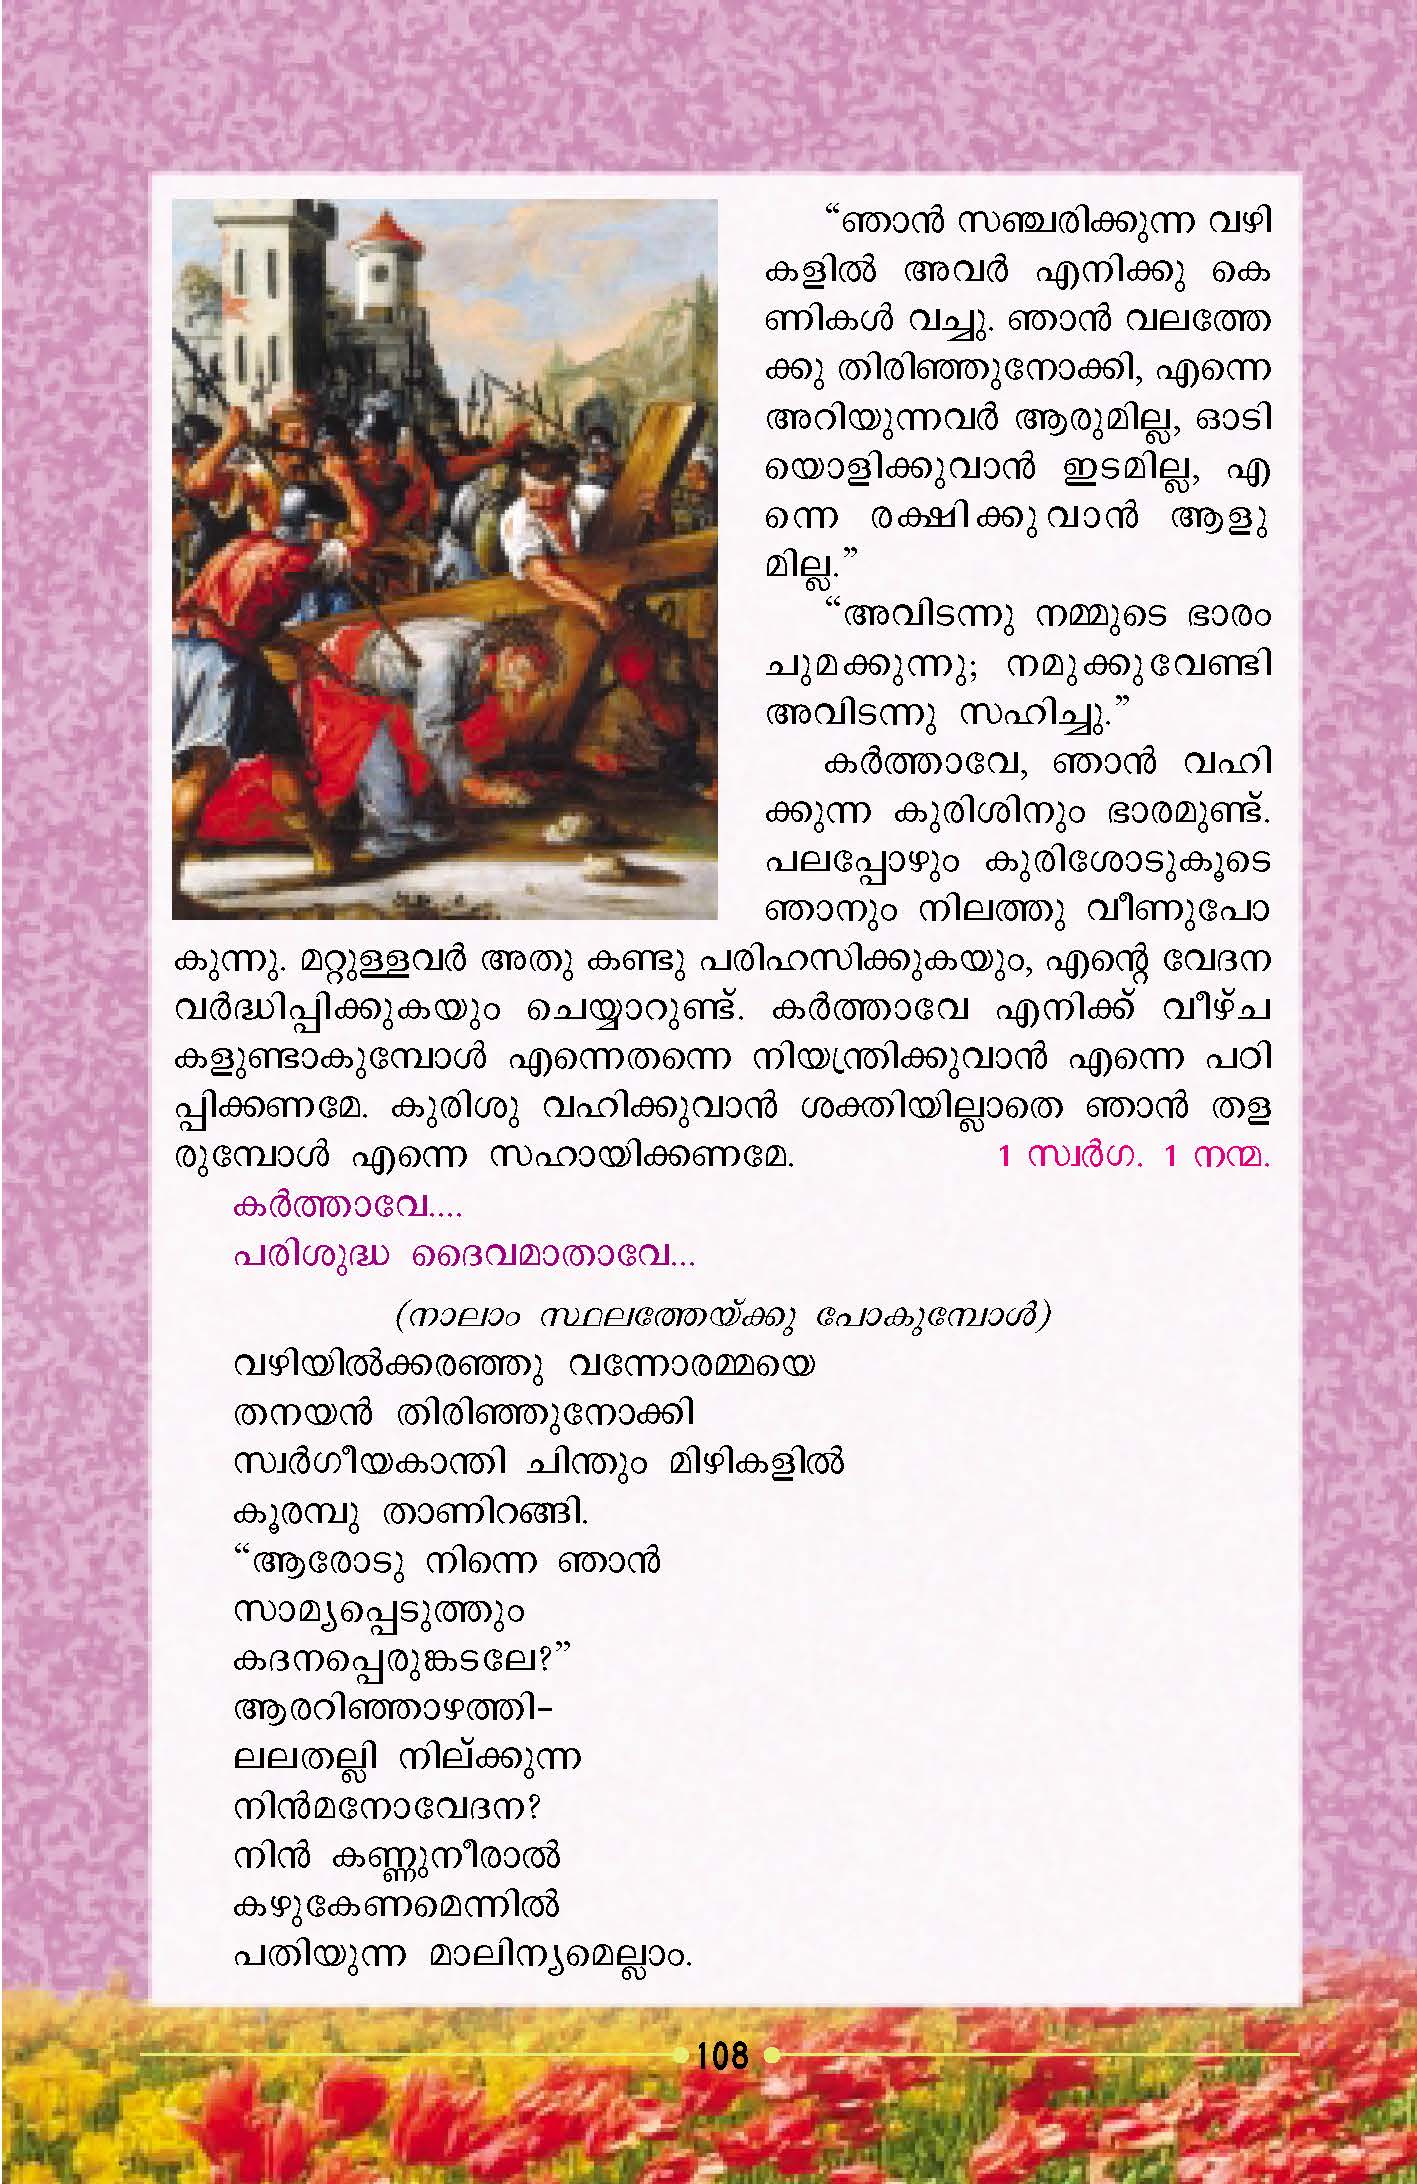 “ഞാൻ സഞ്ചരിക്കുന്ന വഴി
കളിൽ അവർ എനിക്കു കെ
ണികൾ വച്ചു. ഞാൻ വലത്തേ
ക്കു തിരിഞ്ഞുനോക്കി, എന്നെ
അറിയുന്നവർ ആരുമില്ല, ഓടി
യൊളിക്കുവാൻ ഇടമില്ല, എ
ന്നെ രക്ഷിക്കുവാൻ ആളു
മില്ല.”
“അവിടന്നു നമ്മുടെ ഭാരം
ചുമക്കുന്നു; നമുക്കുവേണ്ടി
അവിടന്നു സഹിച്ചു.”
കർത്താവേ, ഞാൻ വഹി
ക്കുന്ന കുരിശിനും ഭാരമുണ്ട്.
പലപ്പോഴും കുരിശോടുകൂടെ
ഞാനും നിലത്തു വീണുപോ
കുന്നു. മറ്റുള്ളവർ അതു കണ്ടു പരിഹസിക്കുകയും, എന്റെ വേദന
വർദ്ധിപ്പിക്കുകയും ചെയ്യാറുണ്ട്. കർത്താവേ എനിക്ക് വീഴ്ച
കളുണ്ടാകുമ്പോൾ എന്നെതന്നെ നിയന്ത്രിക്കുവാൻ എന്നെ പഠി
പ്പിക്കണമേ. കുരിശു വഹിക്കുവാൻ ശക്തിയില്ലാതെ ഞാൻ തള
രുമ്പോൾ എന്നെ സഹായിക്കണമേ. 1 സ്വർഗ. 1 നന്മ.
കർത്താവേ....
പരിശുദ്ധ ദൈവമാതാവേ...
(നാലാം സ്ഥലത്തേയ്ക്കു പോകുമ്പോൾ)
വഴിയിൽക്കരഞ്ഞു വന്നോരമ്മയെ
തനയൻ തിരിഞ്ഞുനോക്കി
സ്വർഗീയകാന്തി ചിന്തും മിഴികളിൽ
കൂരമ്പു താണിറങ്ങി.
“ആരോടു നിന്നെ ഞാൻ
സാമ്യപ്പെടുത്തും
കദനപ്പെരുങ്കടലേ?”
ആരറിഞ്ഞാഴത്തി-
ലലതല്ലി നില്ക്കുന്ന
നിൻമനോവേദന?
നിൻ കണ്ണുനീരാൽ
കഴുകേണമെന്നിൽ
പതിയുന്ന മാലിന്യമെല്ലാം.
108